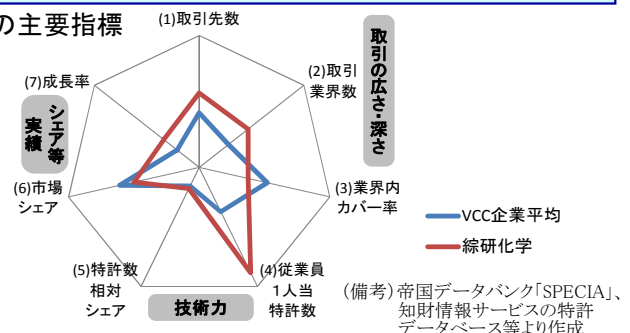 の主要指標
(1)取引先数
(2)取引
業界数
取引の広さ・深さ
(3)業界内
カバー率
(4)従業員
1人当
特許数
技術力
(5)特許数
相対
シェア
(6)市場
シェア
シェア等
実績
(7)成長率
VCC企業平均
綜研化学
(備考)帝国データバンク「SPECIA」、
知財情報サービスの特許
データベース等より作成